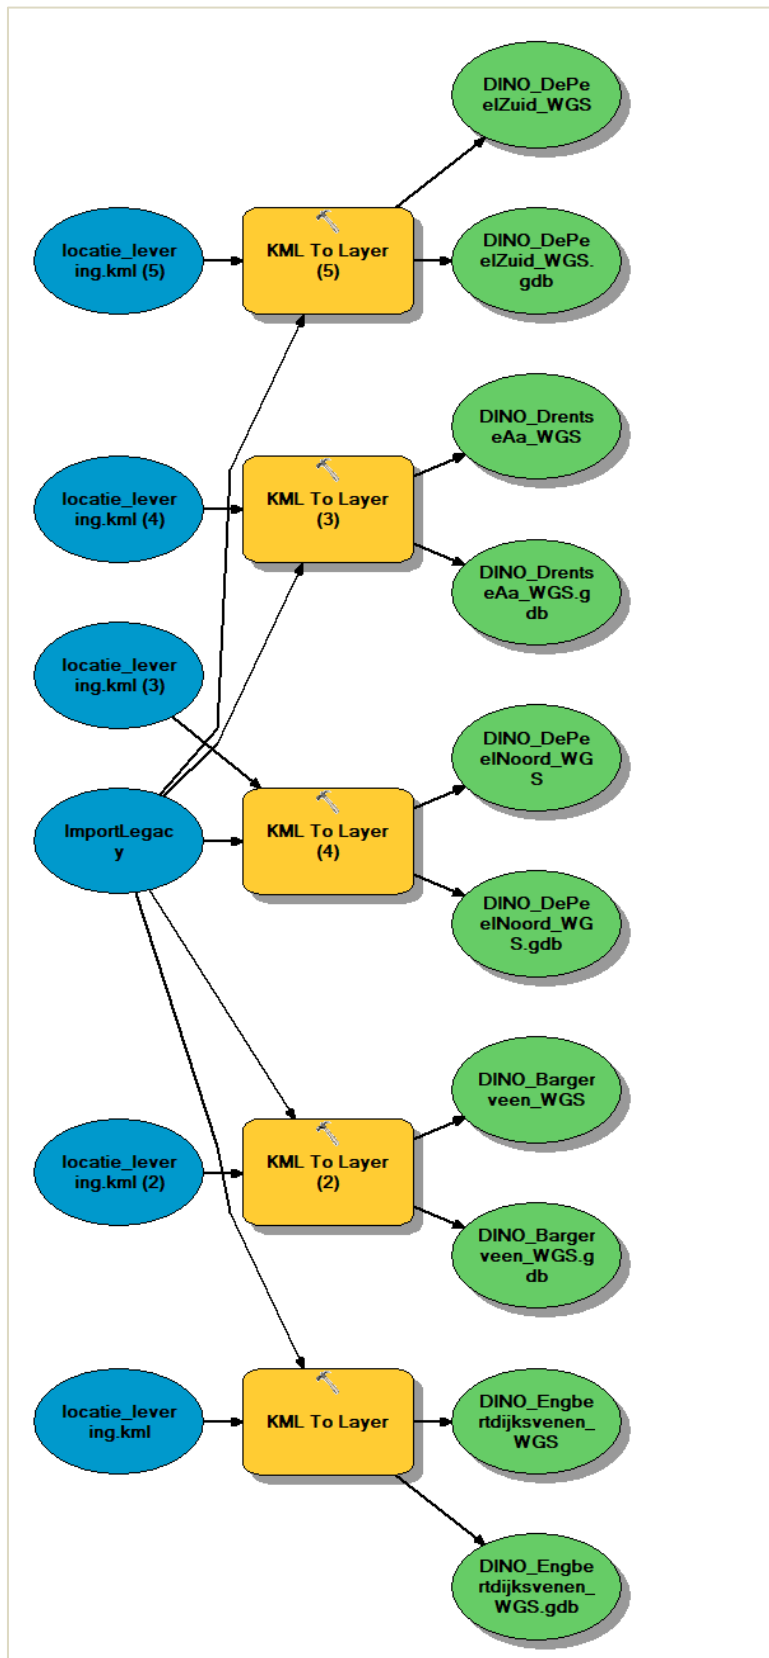 DINO_DePe
elZuid_WGS
locatie_lever
ing.kml (5)
KML To Layer
(5)
DINO_DePe
elZuid_WGS.
gdb
DINO_Drents
eAa_WGS
locatie_lever
ing.kml (4)
KML To Layer
(3)
DINO_Drents
eAa_WGS.g
db
locatie_lever
ing.kml (3)
DINO_DePe
elNoord_WG
S
ImportLegac
y
KML To Layer
(4)
DINO_DePe
elNoord_WG
S.gdb
DINO_Barger
veen_WGS
locatie_lever
ing.kml (2)
KML To Layer
(2)
DINO_Barger
veen_WGS.g
db
locatie_lever
ing.kml
KML To Layer
DINO_Engbe
rtdijksvenen_
WGS
DINO_Engbe
rtdijksvenen_
WGS.gdb